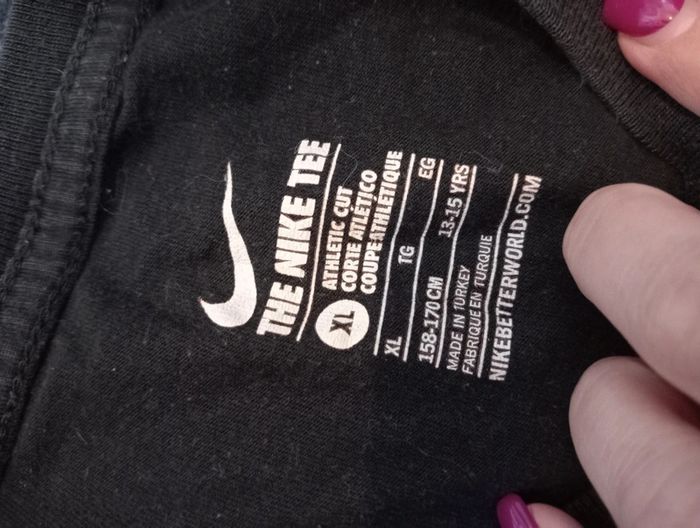 THE NIKE TEE
XL
ATHLETIC CUT
CORTE ATLÉTICO
COUPE ATHLÉTIQUE
XL TG EG
158-170 CM 13-15 YRS
MADE IN TURKEY
FABRIQUE EN TURQUIE
NIKEBETTERWORLD.COM